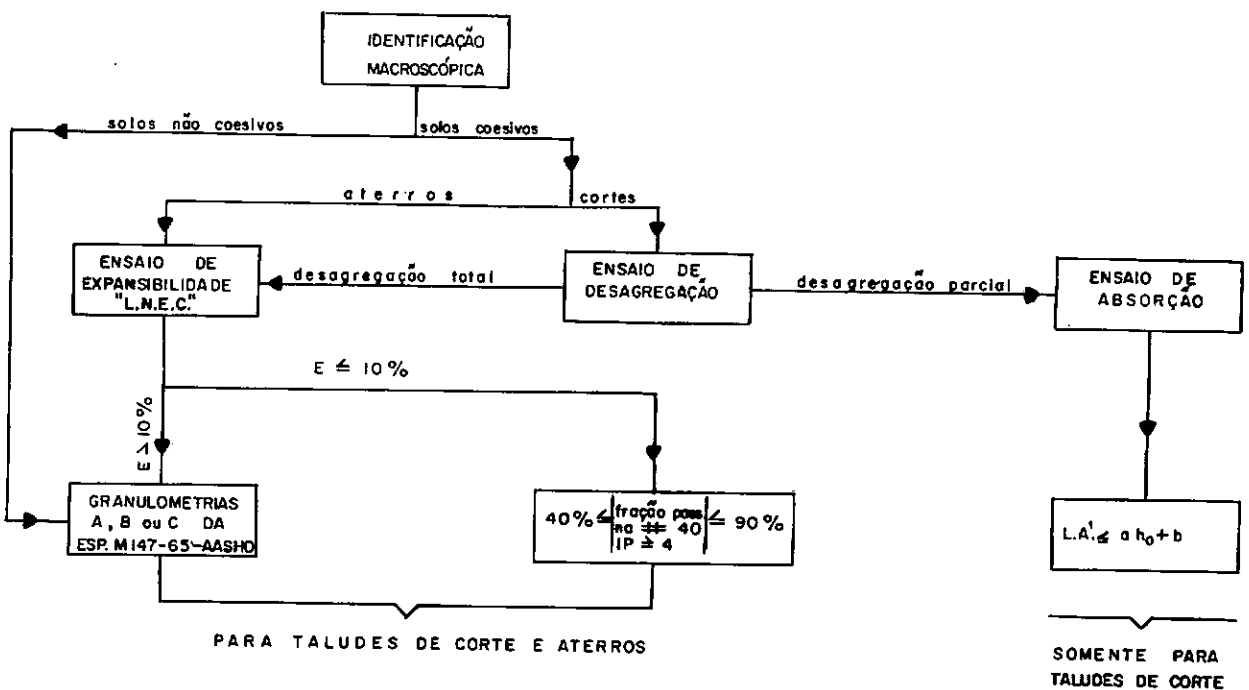 IDENTIFICAÇÃO
MACROSCÓPICA
solos não coesivos
solos coesivos
aterros
cortes
ENSAIO DE
EXPANSIBILIDADE
"L.N.E.C."
desagregação total
ENSAIO DE
DESAGREGAÇÃO
desagregação parcial
ENSAIO DE
ABSORÇÃO
E ≤ 10%
E > 10%
GRANULOMETRIAS
A, B ou C DA
ESP. M147-65-AASHO
40% ≤ fração pass. ≤ 90%
na # 40
IP ≥ 4
L.A'. ≤ a h₀ + b
PARA TALUDES DE CORTE E ATERROS
SOMENTE PARA
TALUDES DE CORTE